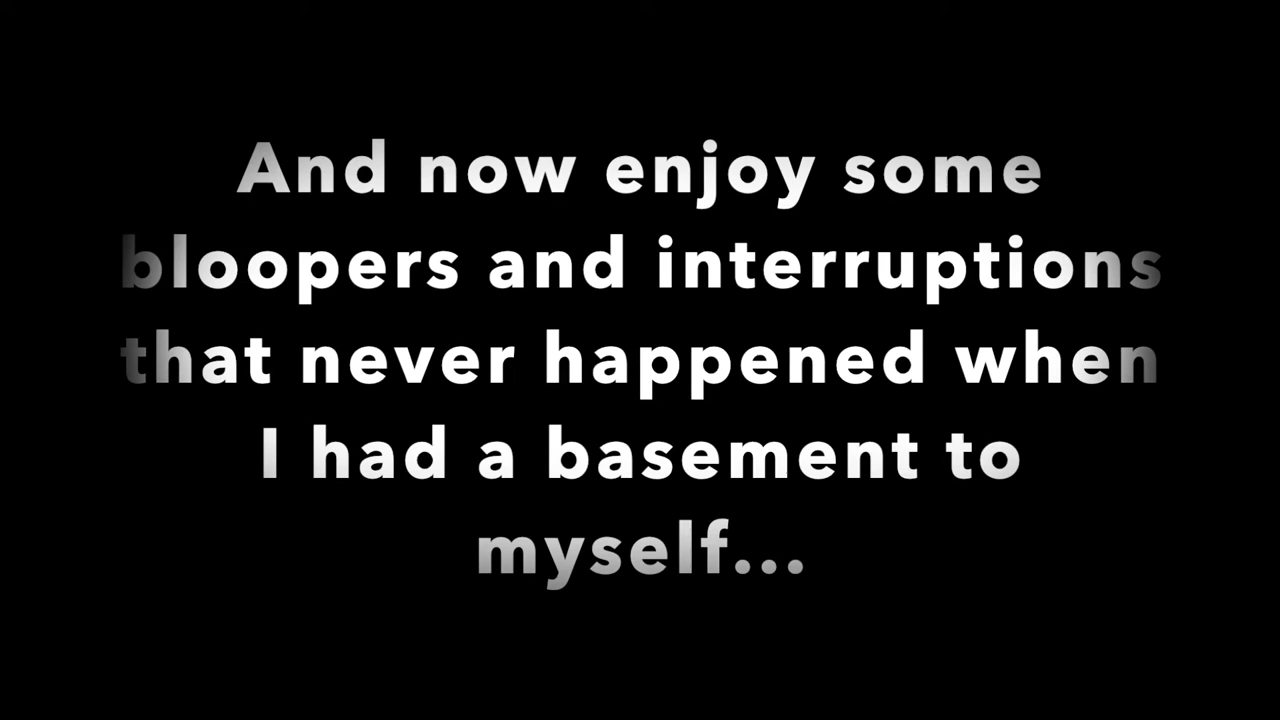 And now enjoy some
bloopers and interruptions
that never happened when
I had a basement to
myself...